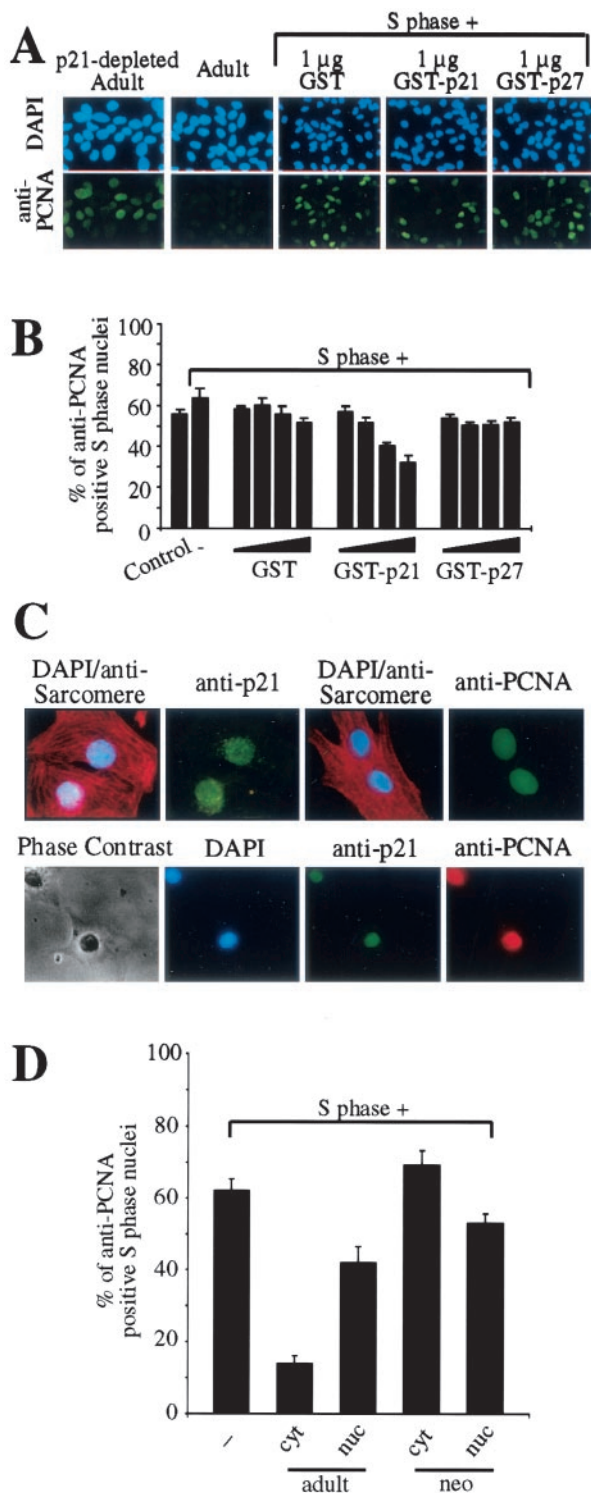 A
S phase +
p21-depleted Adult
Adult
1 µg GST
1 µg GST-p21
1 µg GST-p27
DAPI
anti-PCNA
B
S phase +
% of anti-PCNA
positive S phase nuclei
100
80
60
40
20
0
Control
-
GST
GST-p21
GST-p27
C
DAPI/anti-Sarcomere
anti-p21
DAPI/anti-Sarcomere
anti-PCNA
Phase Contrast
DAPI
anti-p21
anti-PCNA
D
S phase +
% of anti-PCNA
positive S phase nuclei
100
80
60
40
20
0
–
cyt
nuc
cyt
nuc
adult
neo